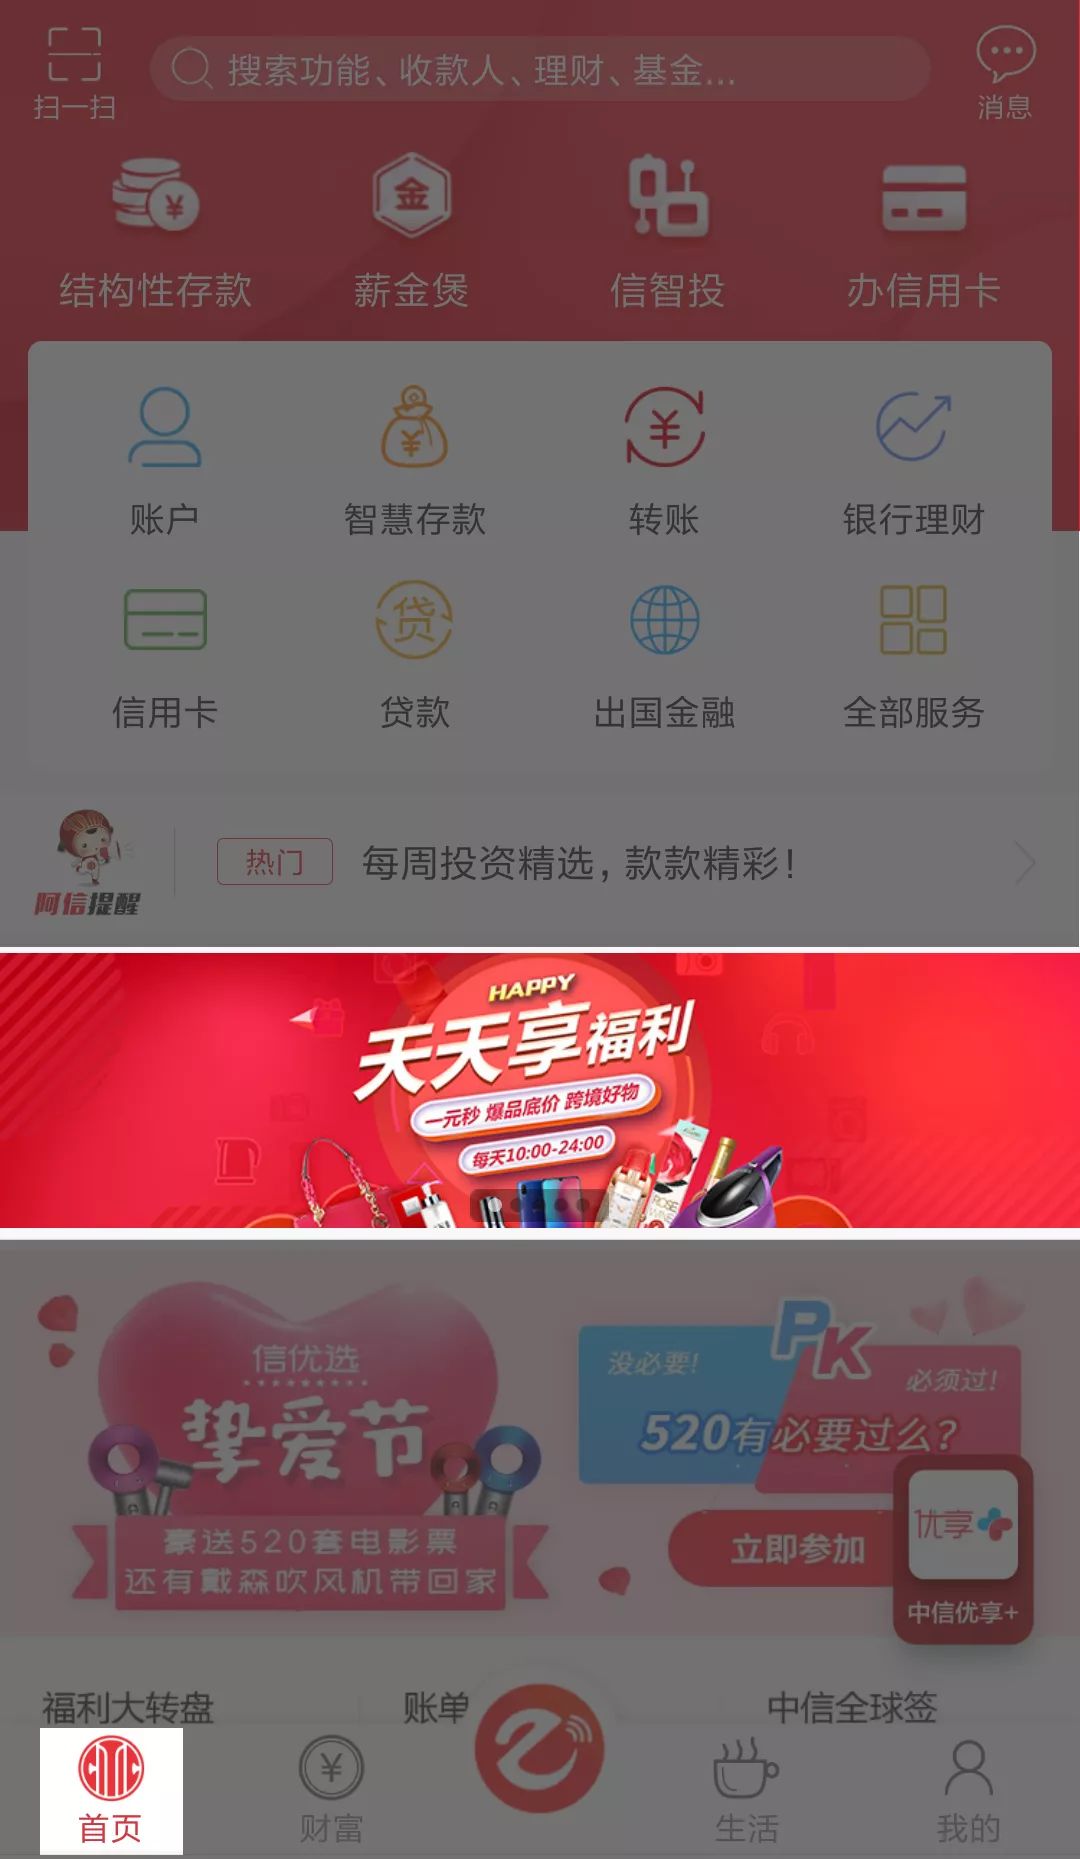 搜索功能、收款人、理财、基金...
扫一扫
消息
金
结构性存款
薪金煲
信智投
办信用卡
账户
智慧存款
转账
银行理财
贷
信用卡
贷款
出国金融
全部服务
阿信提醒
热门
每周投资精选，款款精彩！
HAPPY
天天享福利
一元秒 爆品底价 跨境好物
每天10:00-24:00
ROSE
信优选
挚爱节
豪送520套电影票
还有戴森吹风机带回家
PK
没必要!
必须过!
520有必要过么?
立即参加
优享
中信优享+
福利大转盘
账单
中信全球签
首页
财富
生活
我的